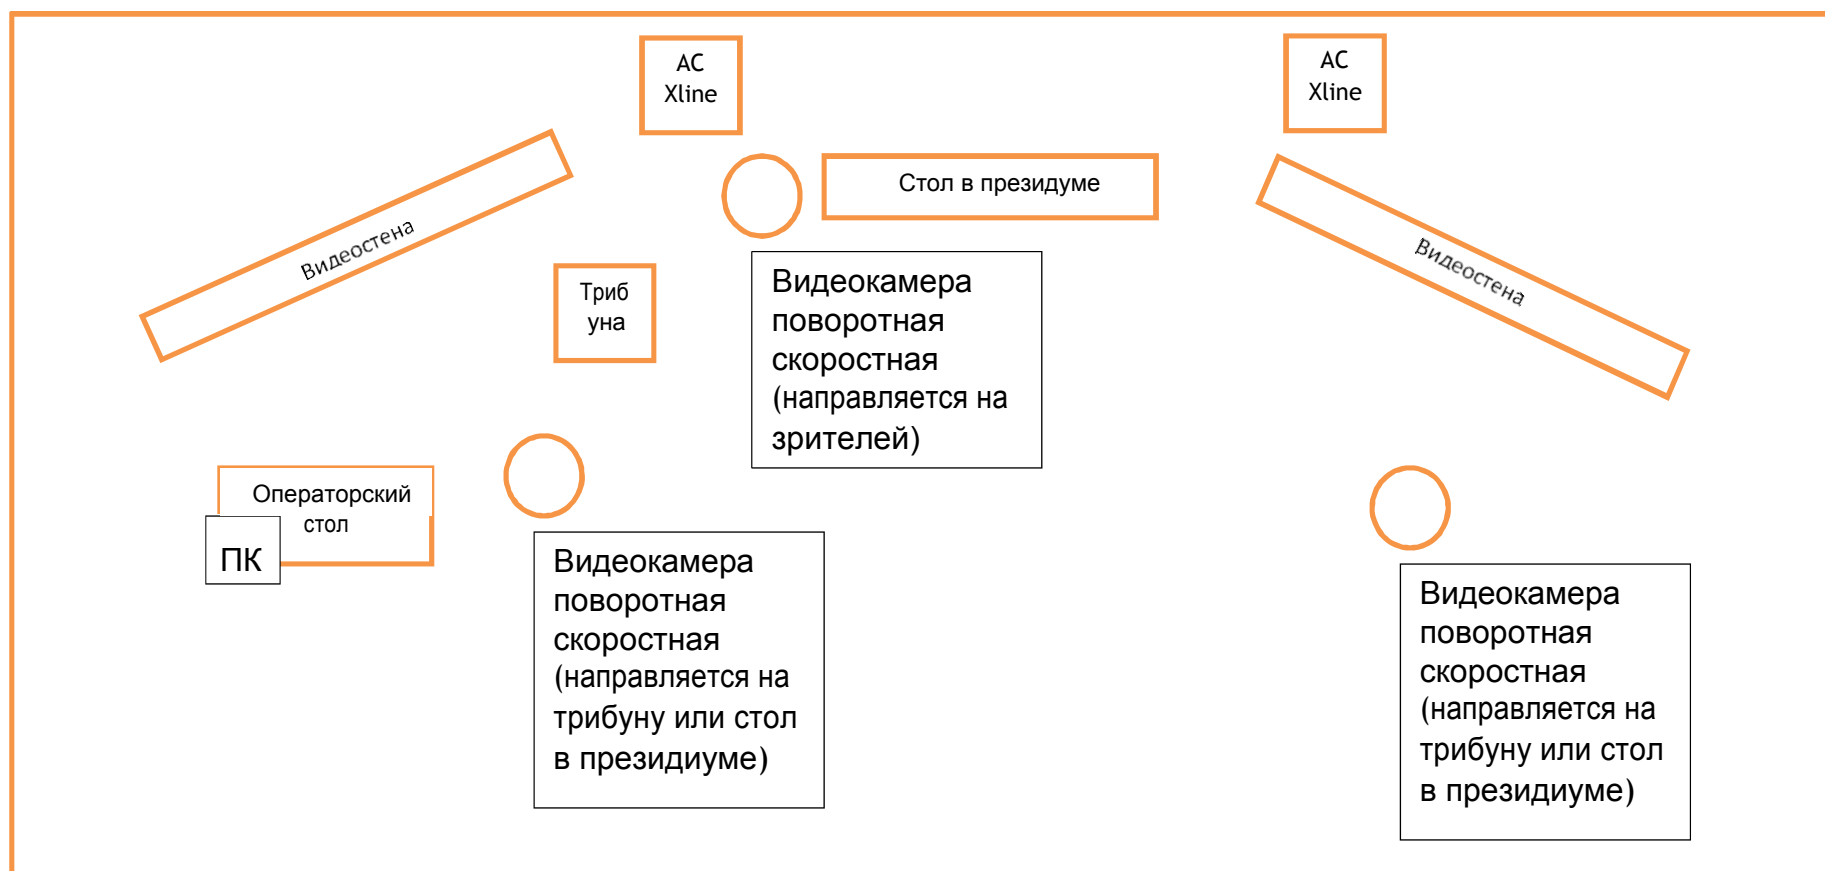 АС
Xline
АС
Xline
Видеостена
Стол в президуме
Видеостена
Триб
уна
Видеокамера
поворотная
скоростная
(направляется на
зрителей)
Операторский
стол
ПК
Видеокамера
поворотная
скоростная
(направляется на
трибуну или стол
в президиуме)
Видеокамера
поворотная
скоростная
(направляется на
трибуну или стол
в президиуме)